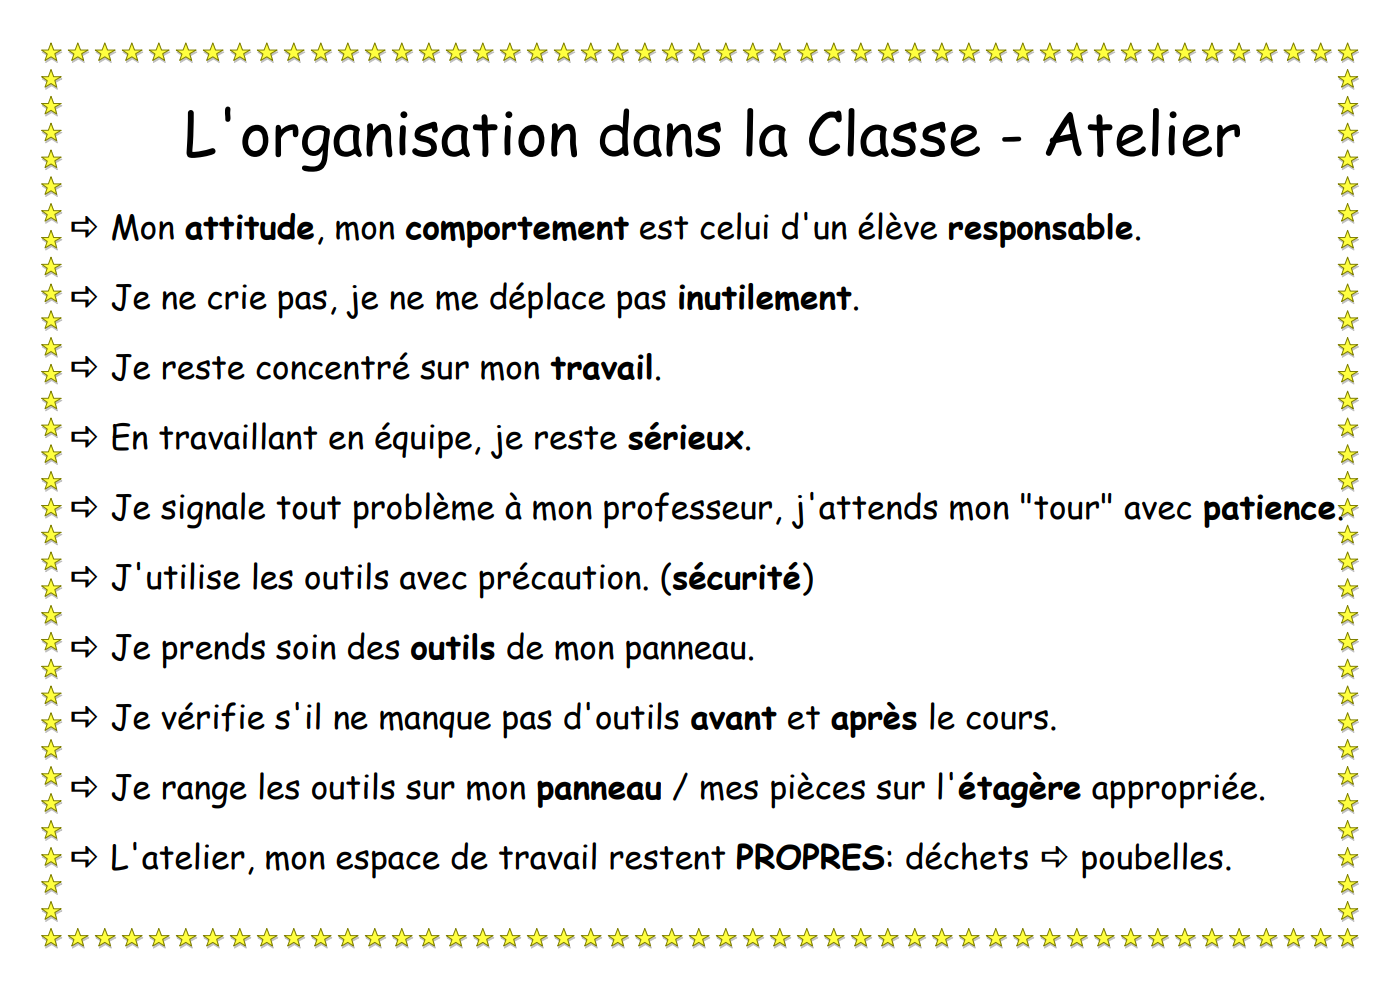 L'organisation dans la Classe - Atelier
⇨ Mon attitude, mon comportement est celui d'un élève responsable.
⇨ Je ne crie pas, je ne me déplace pas inutilement.
⇨ Je reste concentré sur mon travail.
⇨ En travaillant en équipe, je reste sérieux.
⇨ Je signale tout problème à mon professeur, j'attends mon "tour" avec patience.
⇨ J'utilise les outils avec précaution. (sécurité)
⇨ Je prends soin des outils de mon panneau.
⇨ Je vérifie s'il ne manque pas d'outils avant et après le cours.
⇨ Je range les outils sur mon panneau / mes pièces sur l'étagère appropriée.
⇨ L'atelier, mon espace de travail restent PROPRES: déchets ⇨ poubelles.